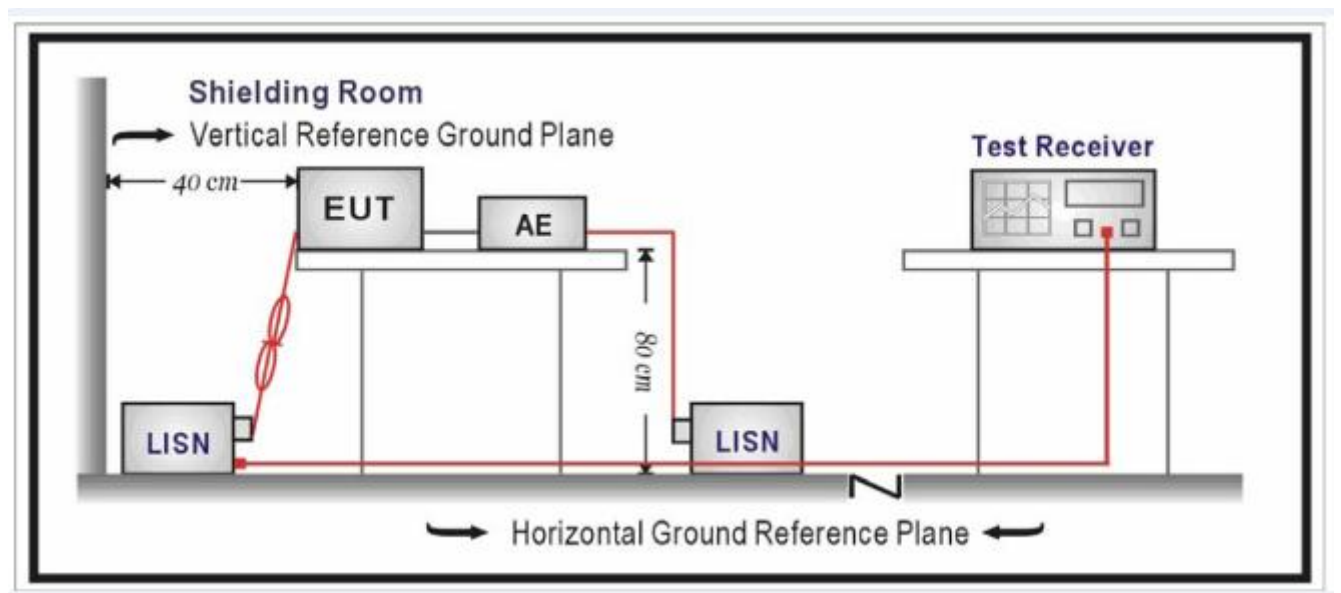 Shielding Room
Vertical Reference Ground Plane
40 cm
EUT
AE
Test Receiver
80 cm
LISN
LISN
Horizontal Ground Reference Plane